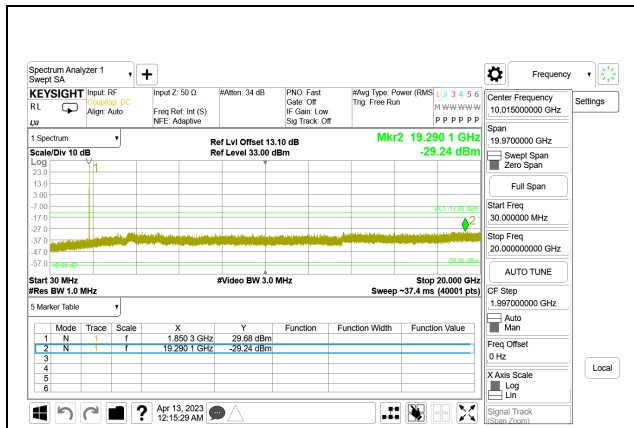 Spectrum Analyzer 1
Swept SA
+
Frequency
KEYSIGHT
Input: RF
Input Z: 50 Ω
#Atten: 34 dB
PNO: Fast
#Avg Type: Power (RMS
1 2 3 4 5 6
RL
Coupling: DC
Gate: Off
Trig: Free Run
M W W W W W
Align: Auto
Freq Ref: Int (S)
IF Gain: Low
NFE: Adaptive
Sig Track: Off
P P P P P P
LXI
1 Spectrum
Ref Lvl Offset 13.10 dB
Mkr2 19.290 1 GHz
Scale/Div 10 dB
Ref Level 33.00 dBm
-29.24 dBm
Log
1
23.0
13.0
3.00
-7.00
DL1 -13.00 dBm
-17.0
2
-27.0
-37.0
-47.0
-57.0
Start 30 MHz
#Video BW 3.0 MHz
Stop 20.000 GHz
#Res BW 1.0 MHz
Sweep ~37.4 ms (40001 pts)
5 Marker Table
Mode Trace Scale X Y Function Function Width Function Value
1 N 1 f 1.850 3 GHz 29.68 dBm
2 N 1 f 19.290 1 GHz -29.24 dBm
3
4
5
6
?
Apr 13, 2023
12:15:29 AM
Center Frequency
10.015000000 GHz
Settings
Span
19.9700000 GHz
Swept Span
Zero Span
Full Span
Start Freq
30.000000 MHz
Stop Freq
20.000000000 GHz
AUTO TUNE
CF Step
1.997000000 GHz
Auto
Man
Freq Offset
0 Hz
Local
X Axis Scale
Log
Lin
Signal Track
(Span Zoom)